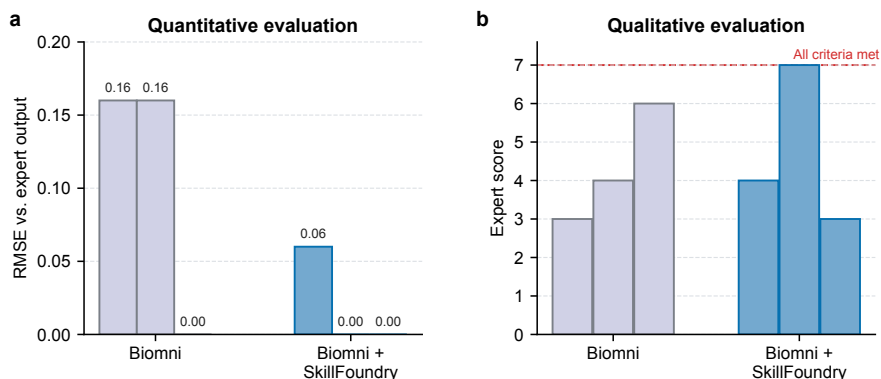 a
Quantitative evaluation
0.20
0.15
0.10
0.05
0.00
RMSE vs. expert output
0.16
0.16
0.00
0.06
0.00
0.00
Biomni
Biomni +
SkillFoundry
b
Qualitative evaluation
All criteria met
7
6
5
4
3
2
1
0
Expert score
Biomni
Biomni +
SkillFoundry